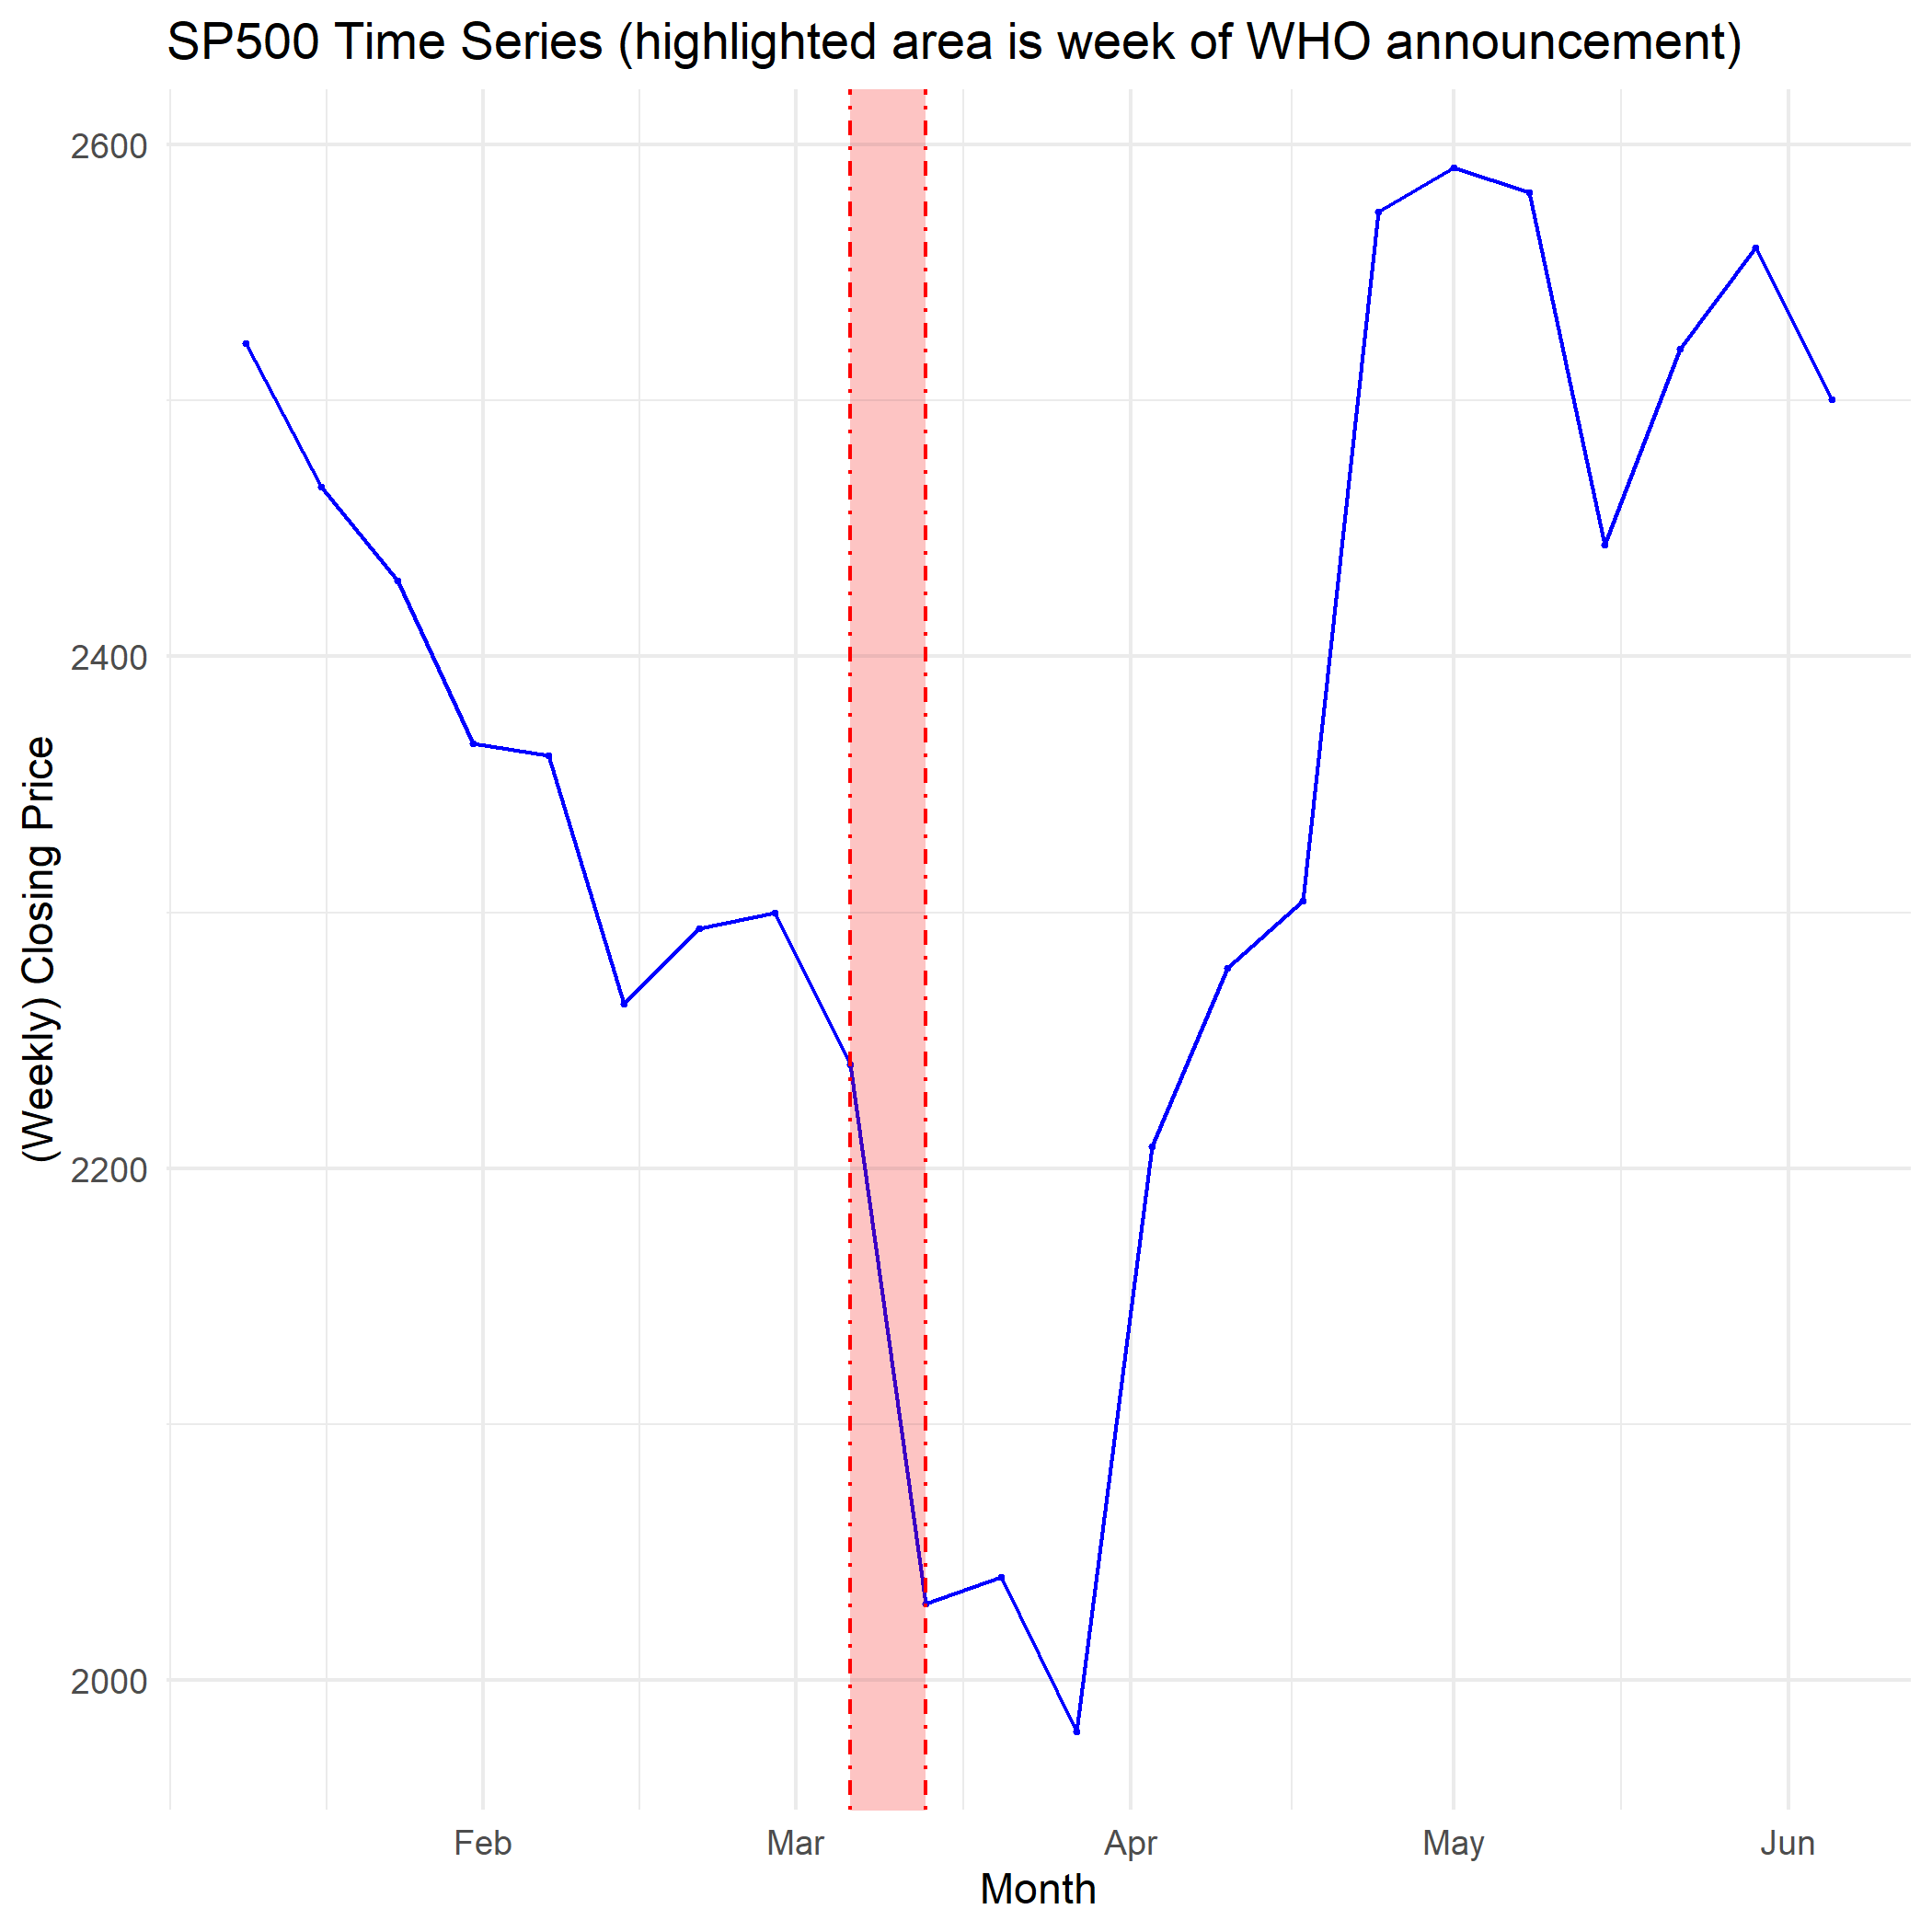 SP500 Time Series (highlighted area is week of WHO announcement)
2600
2400
2200
2000
(Weekly) Closing Price
Feb Mar Apr May Jun
Month